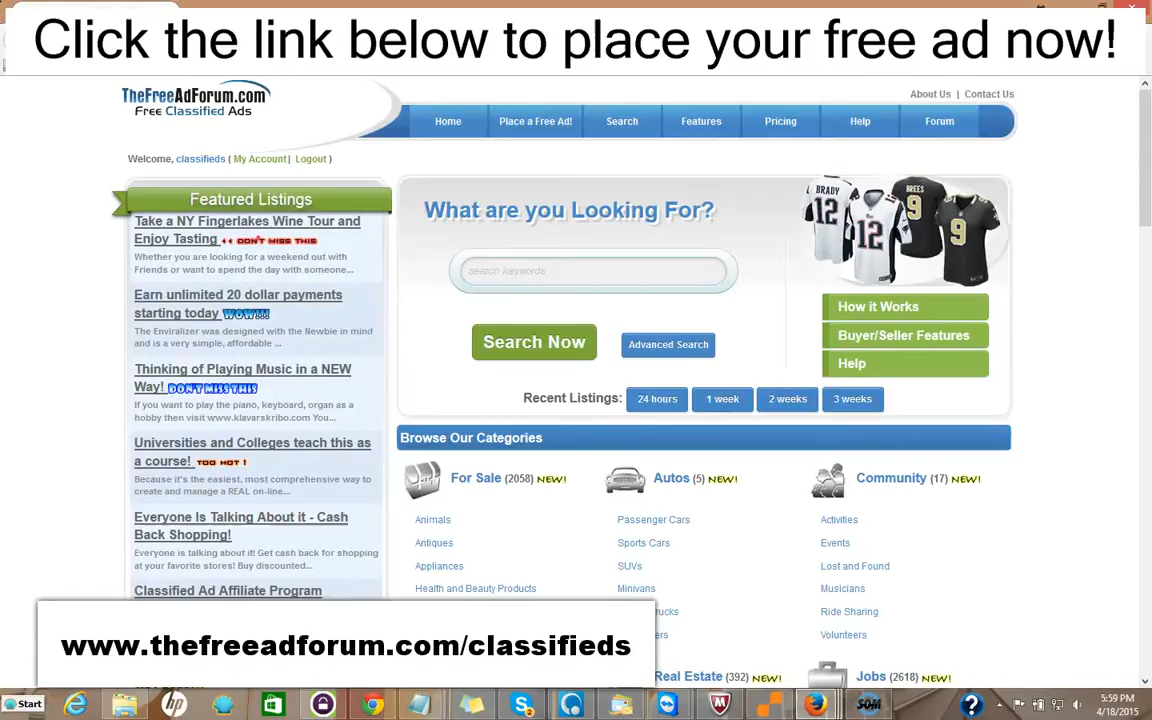 Click the link below to place your free ad now!
TheFreeAdForum.com
Free Classified Ads
About Us | Contact Us
Home Place a Free Ad! Search Features Pricing Help Forum
Welcome, classifieds ( My Account| Logout )
Featured Listings
Take a NY Fingerlakes Wine Tour and
Enjoy Tasting DON'T MISS THIS
Whether you are looking for a weekend out with
Friends or want to spend the day with someone...
Earn unlimited 20 dollar payments
starting today WOW!!!
The Enviralizer was designed with the Newbie in mind
and is a very simple, affordable ...
Thinking of Playing Music in a NEW
Way! DON'T MISS THIS
If you want to play the piano, keyboard, organ as a
hobby then visit www.klavarskribo.com You...
Universities and Colleges teach this as
a course! TOO HOT !
Because it's the easiest, most comprehensive way to
create and manage a REAL on-line...
Everyone Is Talking About it - Cash
Back Shopping!
Everyone is talking about it! Get cash back for shopping
at your favorite stores! Buy discounted...
Classified Ad Affiliate Program
What are you Looking For?
search keywords
Search Now
Advanced Search
BRADY
12
12
BREES
9
9
How it Works
Buyer/Seller Features
Help
Recent Listings: 24 hours 1 week 2 weeks 3 weeks
Browse Our Categories
For Sale (2058) NEW!
Animals
Antiques
Appliances
Health and Beauty Products
Autos (5) NEW!
Passenger Cars
Sports Cars
SUVs
Minivans
Community (17) NEW!
Activities
Events
Lost and Found
Musicians
Ride Sharing
Volunteers
Real Estate (392) NEW!
Jobs (2618) NEW!
www.thefreeadforum.com/classifieds
Start
5:59 PM
4/18/2015